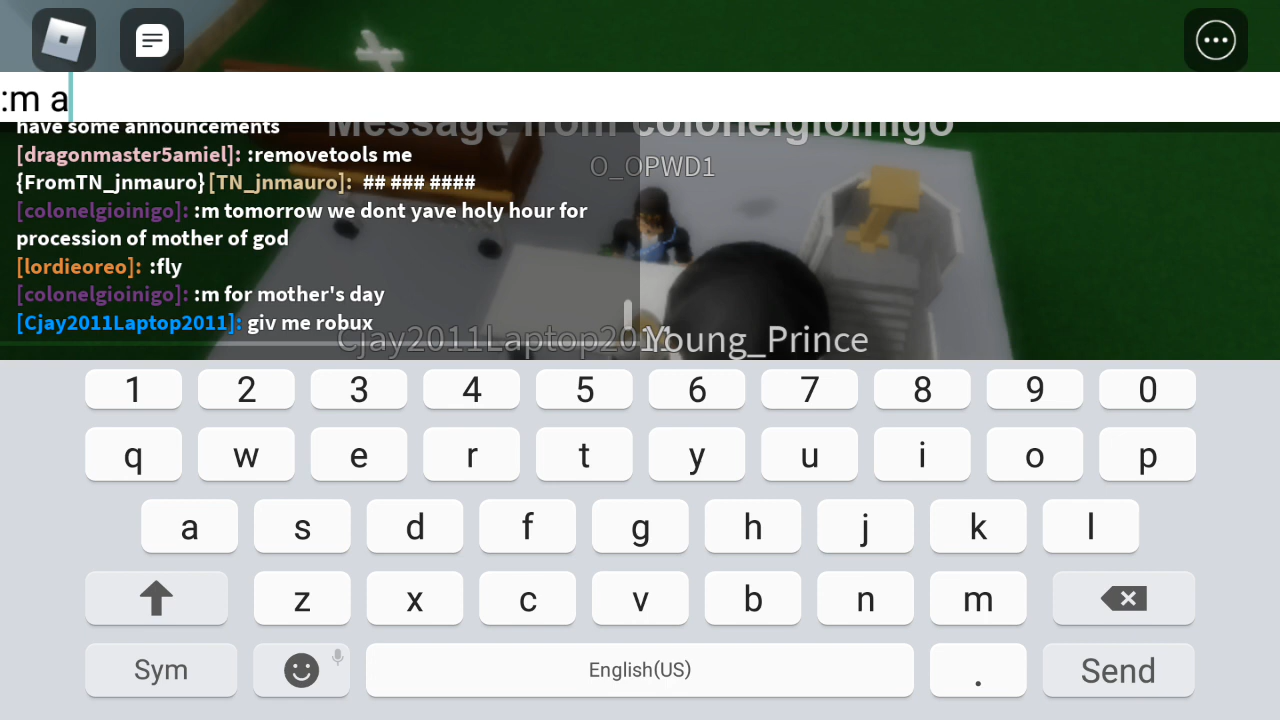 :m a
have some announcements
Message from colonelgioinigo
[dragonmaster5amiel]: :removetools me
O_OPWD1
{FromTN_jnmauro}[TN_jnmauro]: ## ### ####
[colonelgioinigo]: :m tomorrow we dont yave holy hour for
procession of mother of god
[lordieoreo]: :fly
[colonelgioinigo]: :m for mother's day
[Cjay2011Laptop2011]: giv me robux
Cjay2011Laptop2011
Young_Prince
1 2 3 4 5 6 7 8 9 0
q w e r t y u i o p
a s d f g h j k l
z x c v b n m
Sym English(US) . Send